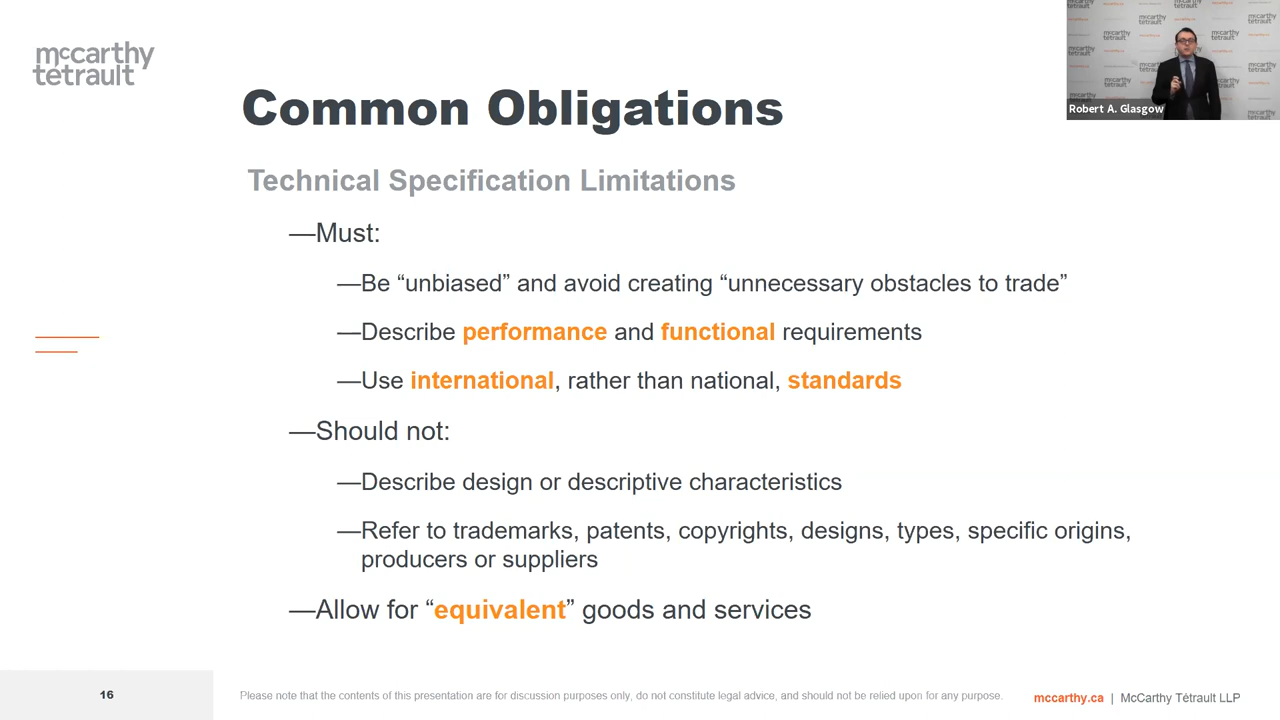 mccarthy
tetrault
Common Obligations
Robert A. Glasgow
Technical Specification Limitations
—Must:
—Be “unbiased” and avoid creating “unnecessary obstacles to trade”
—Describe performance and functional requirements
—Use international, rather than national, standards
—Should not:
—Describe design or descriptive characteristics
—Refer to trademarks, patents, copyrights, designs, types, specific origins,
producers or suppliers
—Allow for “equivalent” goods and services
16
Please note that the contents of this presentation are for discussion purposes only, do not constitute legal advice, and should not be relied upon for any purpose.
mccarthy.ca | McCarthy Tétrault LLP